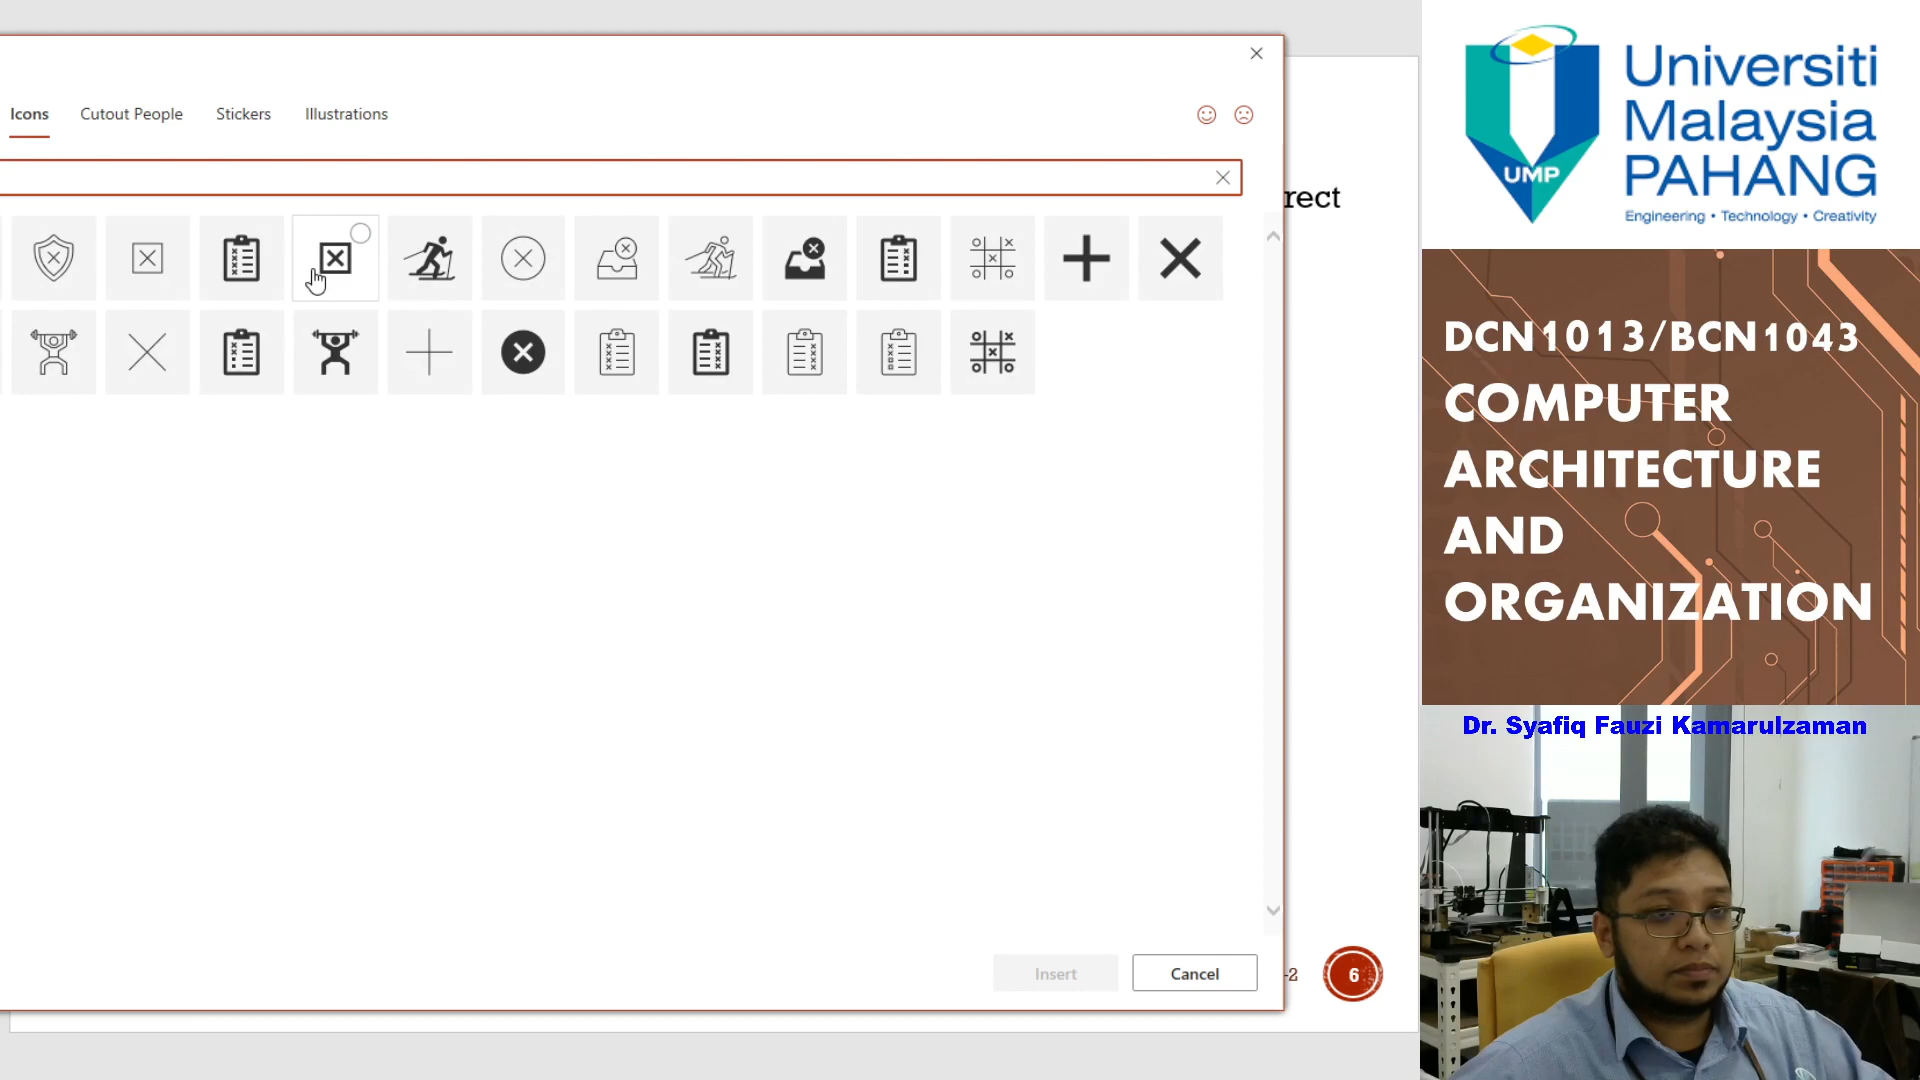 Icons
Cutout People
Stickers
Illustrations
rect
Insert
Cancel
-2
6
UMP
Universiti
Malaysia
PAHANG
Engineering • Technology • Creativity
DCN1013/BCN1043
COMPUTER
ARCHITECTURE
AND
ORGANIZATION
Dr. Syafiq Fauzi Kamarulzaman